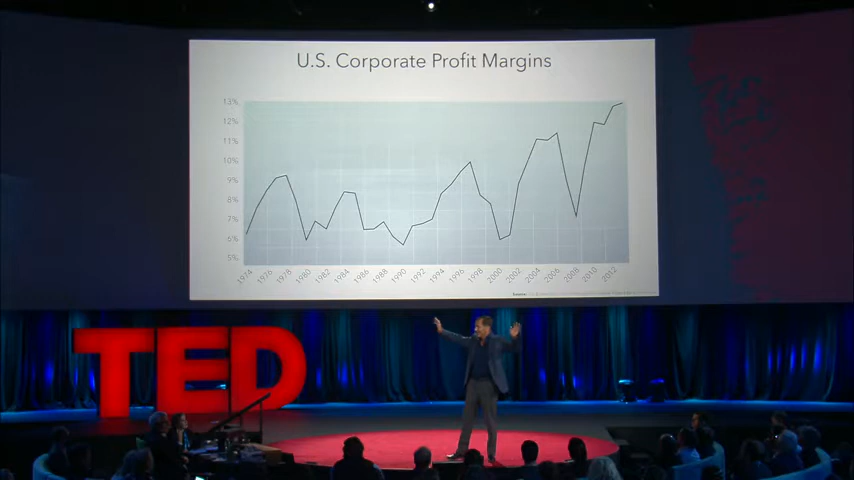 U.S. Corporate Profit Margins
13%
12%
11%
10%
9%
8%
7%
6%
5%
1974 1976 1978 1980 1982 1984 1986 1988 1990 1992 1994 1996 1998 2000 2002 2004 2006 2008 2010 2012
Source:
TED